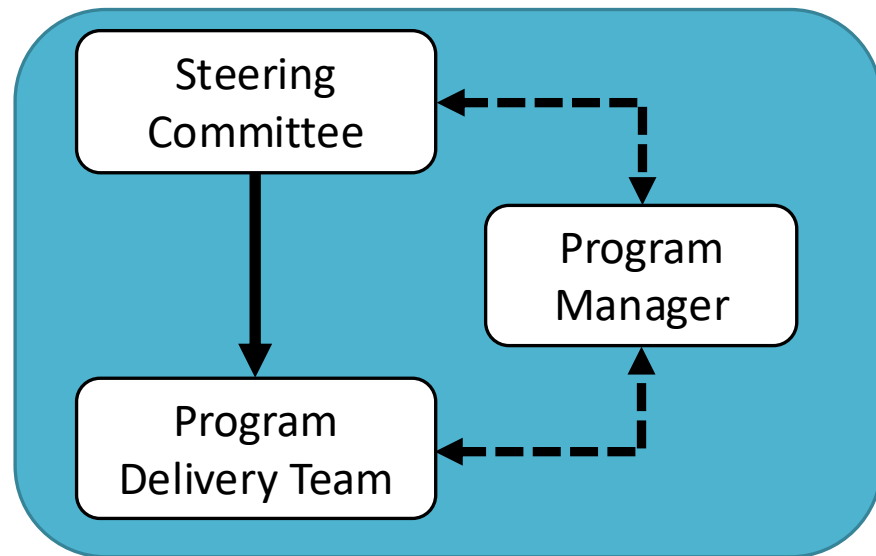 Steering
Committee
Program
Manager
Program
Delivery Team